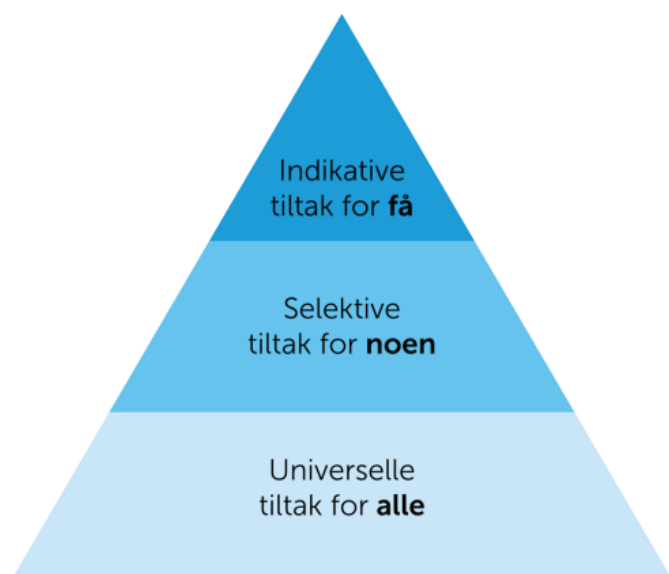 Indikative
tiltak for få
Selektive
tiltak for noen
Universelle
tiltak for alle